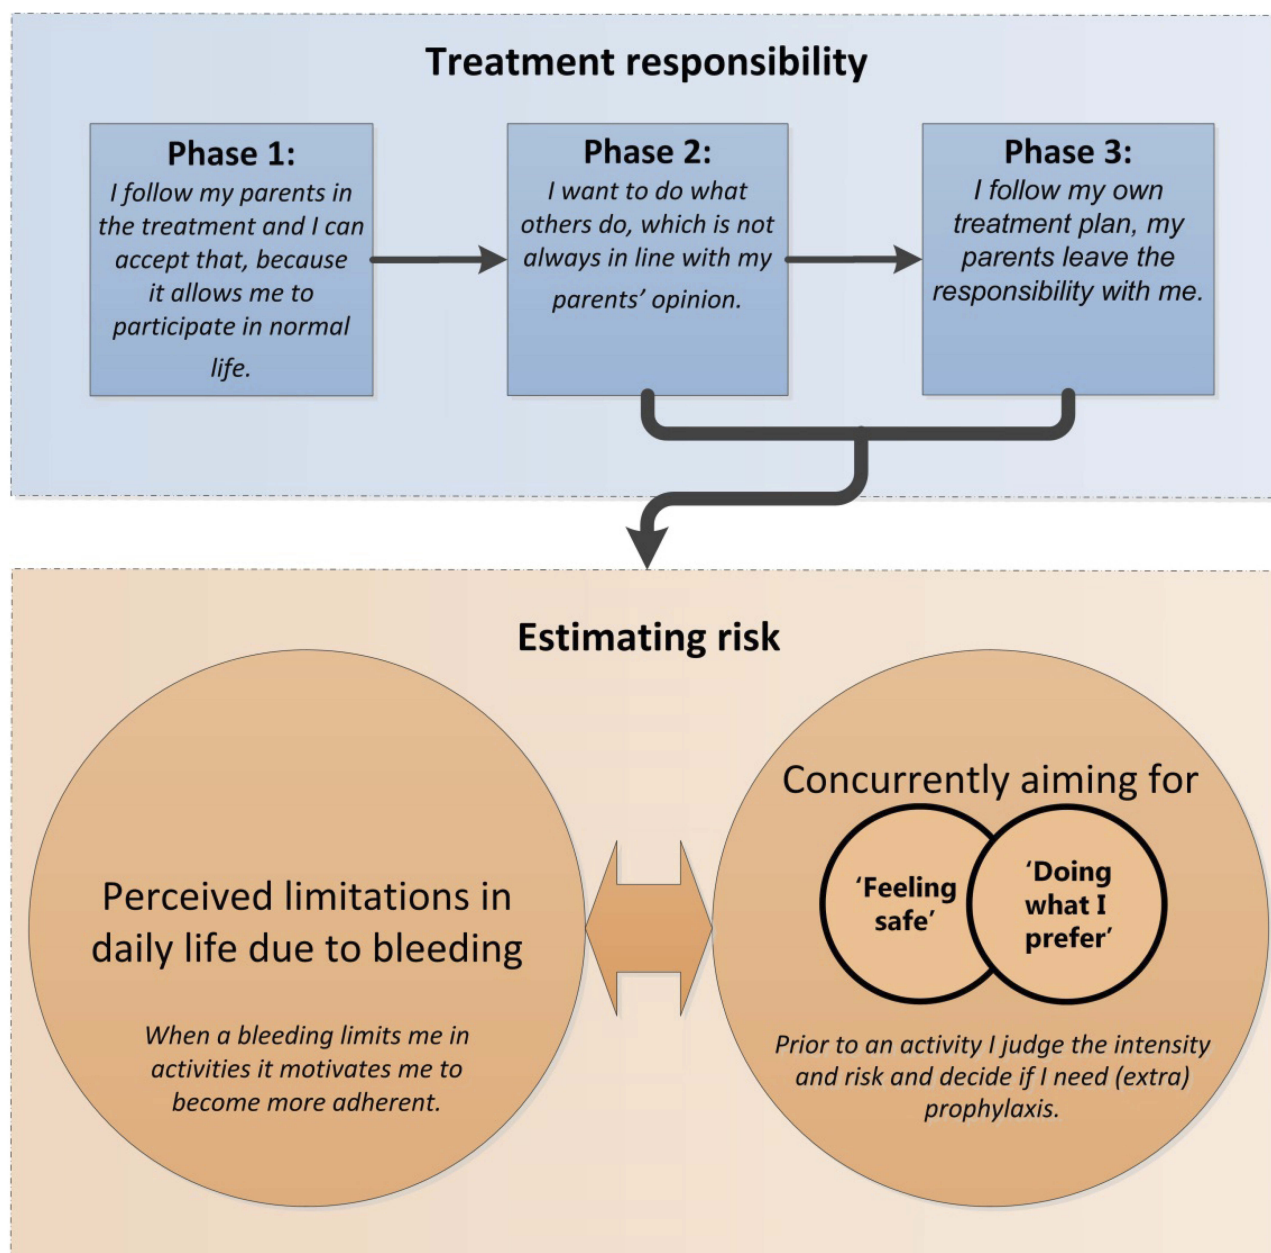 Treatment responsibility
Phase 1:
I follow my parents in
the treatment and I can
accept that, because
it allows me to
participate in normal
life.
Phase 2:
I want to do what
others do, which is not
always in line with my
parents’ opinion.
Phase 3:
I follow my own
treatment plan, my
parents leave the
responsibility with me.
Estimating risk
Perceived limitations in
daily life due to bleeding
When a bleeding limits me in
activities it motivates me to
become more adherent.
Concurrently aiming for
‘Feeling
safe’
‘Doing
what I
prefer’
Prior to an activity I judge the intensity
and risk and decide if I need (extra)
prophylaxis.